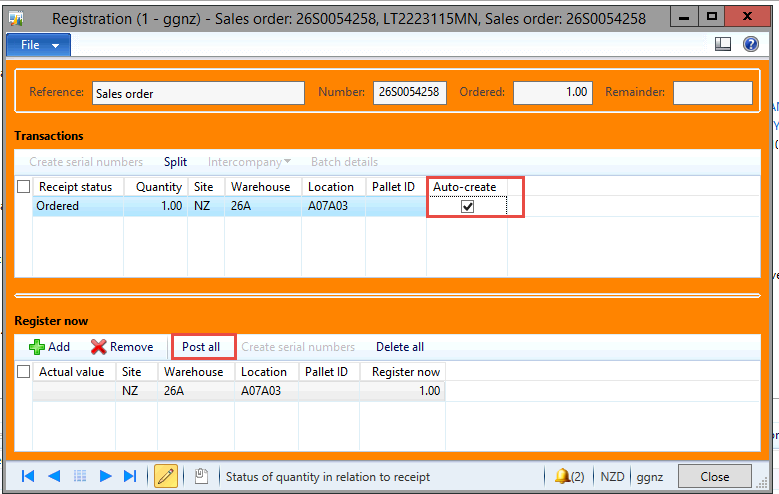 Registration (1 - ggnz) - Sales order: 26S0054258, LT2223115MN, Sales order: 26S0054258
File
Reference: Sales order Number: 26S0054258 Ordered: 1.00 Remainder:
Transactions
Create serial numbers Split Intercompany Batch details
Receipt status Quantity Site Warehouse Location Pallet ID Auto-create
Ordered 1.00 NZ 26A A07A03
Register now
Add Remove Post all Create serial numbers Delete all
Actual value Site Warehouse Location Pallet ID Register now
NZ 26A A07A03 1.00
Status of quantity in relation to receipt (2) NZD ggnz Close